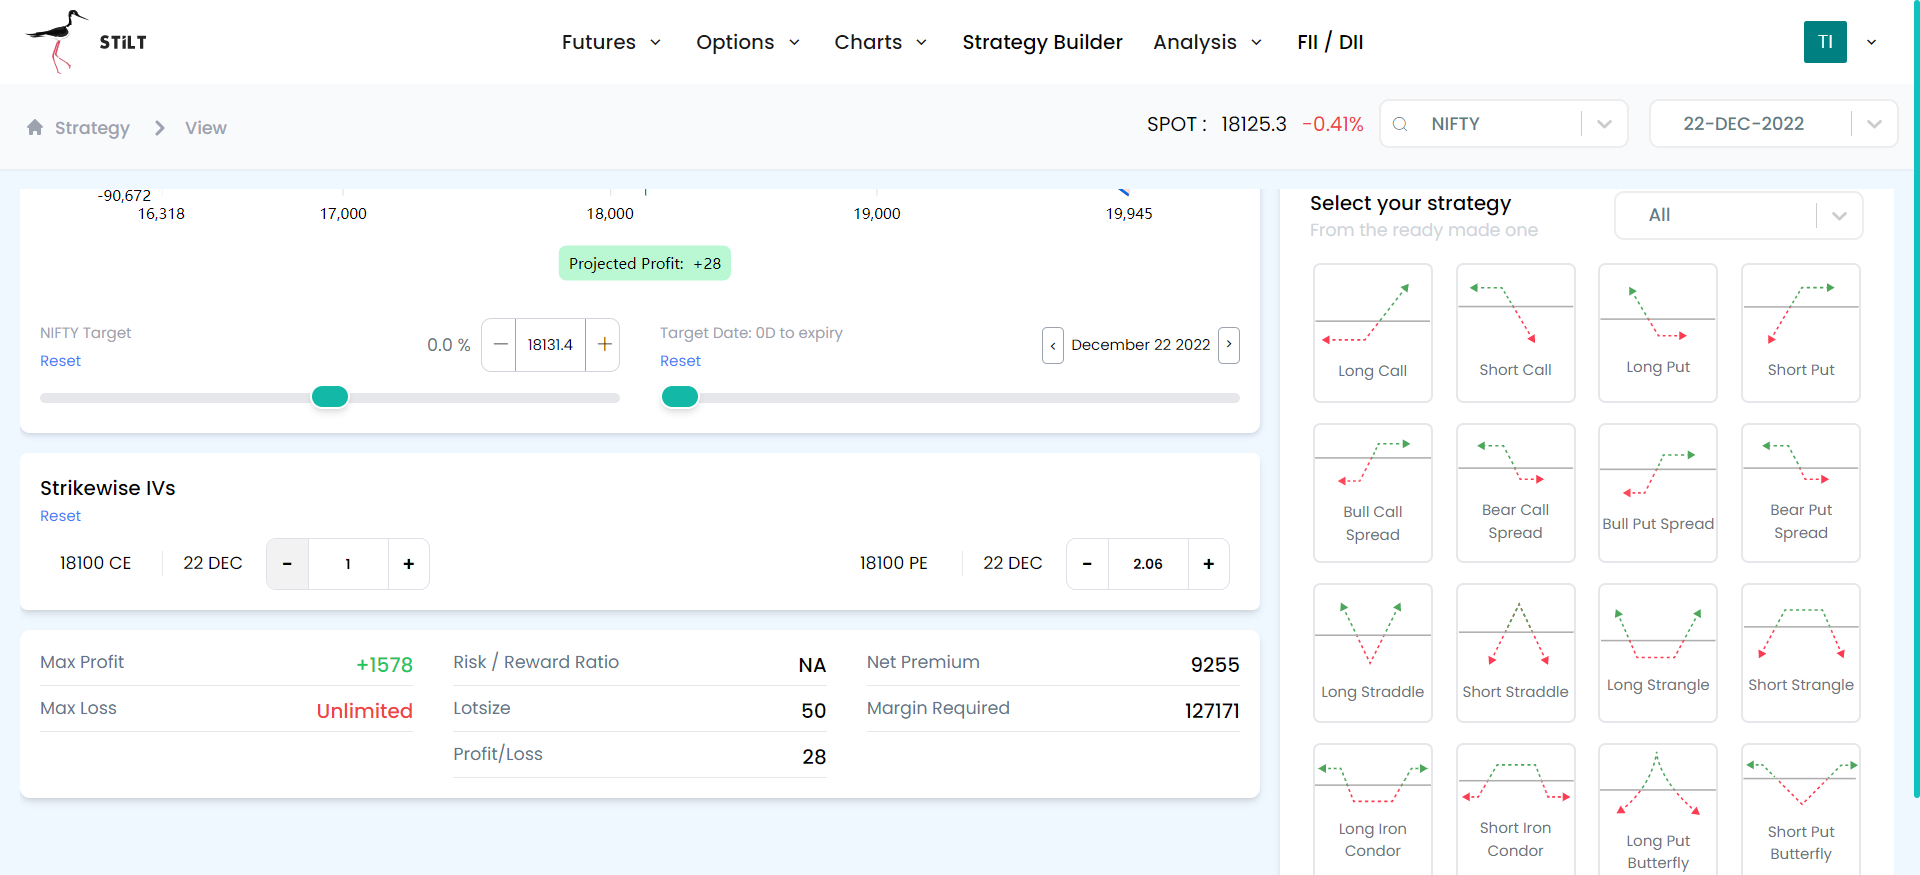 STiLT
Futures
Options
Charts
Strategy Builder
Analysis
FII / DII
TI
Strategy
View
SPOT : 18125.3 -0.41%
NIFTY
22-DEC-2022
-90,672
16,318
17,000
18,000
19,000
19,945
Projected Profit: +28
NIFTY Target
Reset
0.0 %
18131.4
Target Date: 0D to expiry
Reset
December 22 2022
Strikewise IVs
Reset
18100 CE
22 DEC
- 1 +
18100 PE
22 DEC
- 2.06 +
Max Profit +1578
Max Loss Unlimited
Risk / Reward Ratio NA
Lotsize 50
Profit/Loss 28
Net Premium 9255
Margin Required 127171
Select your strategy
From the ready made one
All
Long Call
Short Call
Long Put
Short Put
Bull Call
Spread
Bear Call
Spread
Bull Put Spread
Bear Put
Spread
Long Straddle
Short Straddle
Long Strangle
Short Strangle
Long Iron
Condor
Short Iron
Condor
Long Put
Butterfly
Short Put
Butterfly